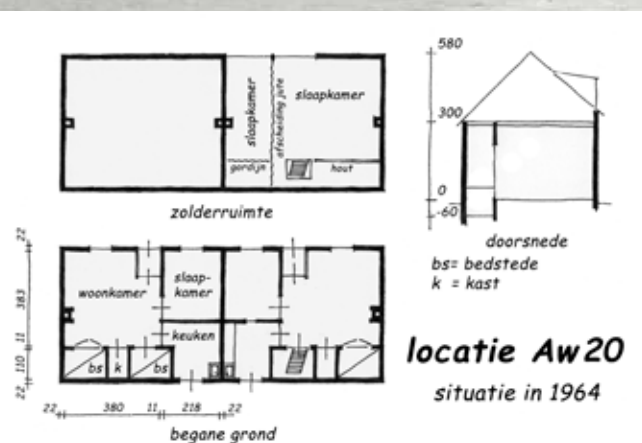 580
300
0
-60
slaapkamer
afscheiding jute
slaapkamer
gordijn
hout
zolderruimte
doorsnede
bs= bedstede
k = kast
22
383
11
110
22
woonkamer
slaap-
kamer
keuken
bs
k
bs
22
380
11
218
22
begane grond
locatie Aw20
situatie in 1964